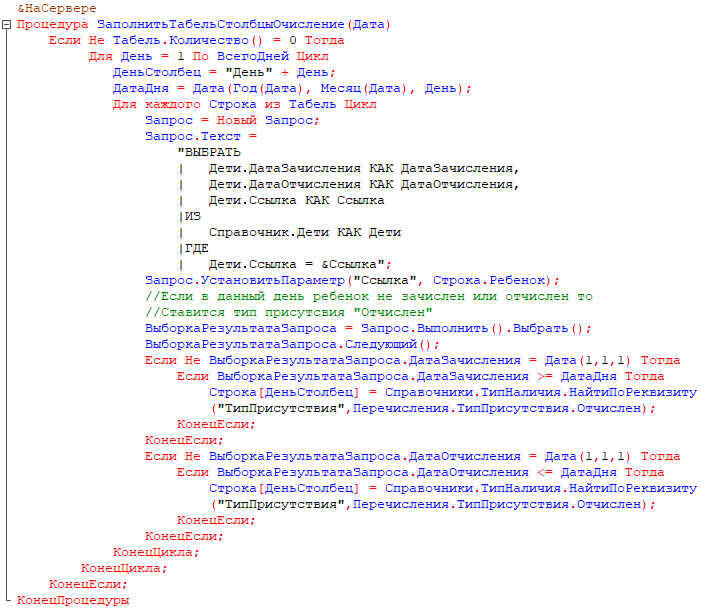 &НаСервере
Процедура ЗаполнитьТабельСтолбцыОчисление(Дата)
Если Не Табель.Количество() = 0 Тогда
Для День = 1 По ВсегоДней Цикл
ДеньСтолбец = "День" + День;
ДатаДня = Дата(Год(Дата), Месяц(Дата), День);
Для каждого Строка из Табель Цикл
Запрос = Новый Запрос;
Запрос.Текст =
"ВЫБРАТЬ
|   Дети.ДатаЗачисления КАК ДатаЗачисления,
|   Дети.ДатаОтчисления КАК ДатаОтчисления,
|   Дети.Ссылка КАК Ссылка
|ИЗ
|   Справочник.Дети КАК Дети
|ГДЕ
|   Дети.Ссылка = &Ссылка";
Запрос.УстановитьПараметр("Ссылка", Строка.Ребенок);
//Если в данный день ребенок не зачислен или отчислен то
//Ставится тип присутсвия "Отчислен"
ВыборкаРезультатаЗапроса = Запрос.Выполнить().Выбрать();
ВыборкаРезультатаЗапроса.Следующий();
Если Не ВыборкаРезультатаЗапроса.ДатаЗачисления = Дата(1,1,1) Тогда
Если ВыборкаРезультатаЗапроса.ДатаЗачисления >= ДатаДня Тогда
Строка[ДеньСтолбец] = Справочники.ТипНаличия.НайтиПоРеквизиту
("ТипПрисутствия",Перечисления.ТипПрисутствия.Отчислен);
КонецЕсли;
КонецЕсли;
Если Не ВыборкаРезультатаЗапроса.ДатаОтчисления = Дата(1,1,1) Тогда
Если ВыборкаРезультатаЗапроса.ДатаОтчисления <= ДатаДня Тогда
Строка[ДеньСтолбец] = Справочники.ТипНаличия.НайтиПоРеквизиту
("ТипПрисутствия",Перечисления.ТипПрисутствия.Отчислен);
КонецЕсли;
КонецЕсли;
КонецЦикла;
КонецЦикла;
КонецЕсли;
КонецПроцедуры